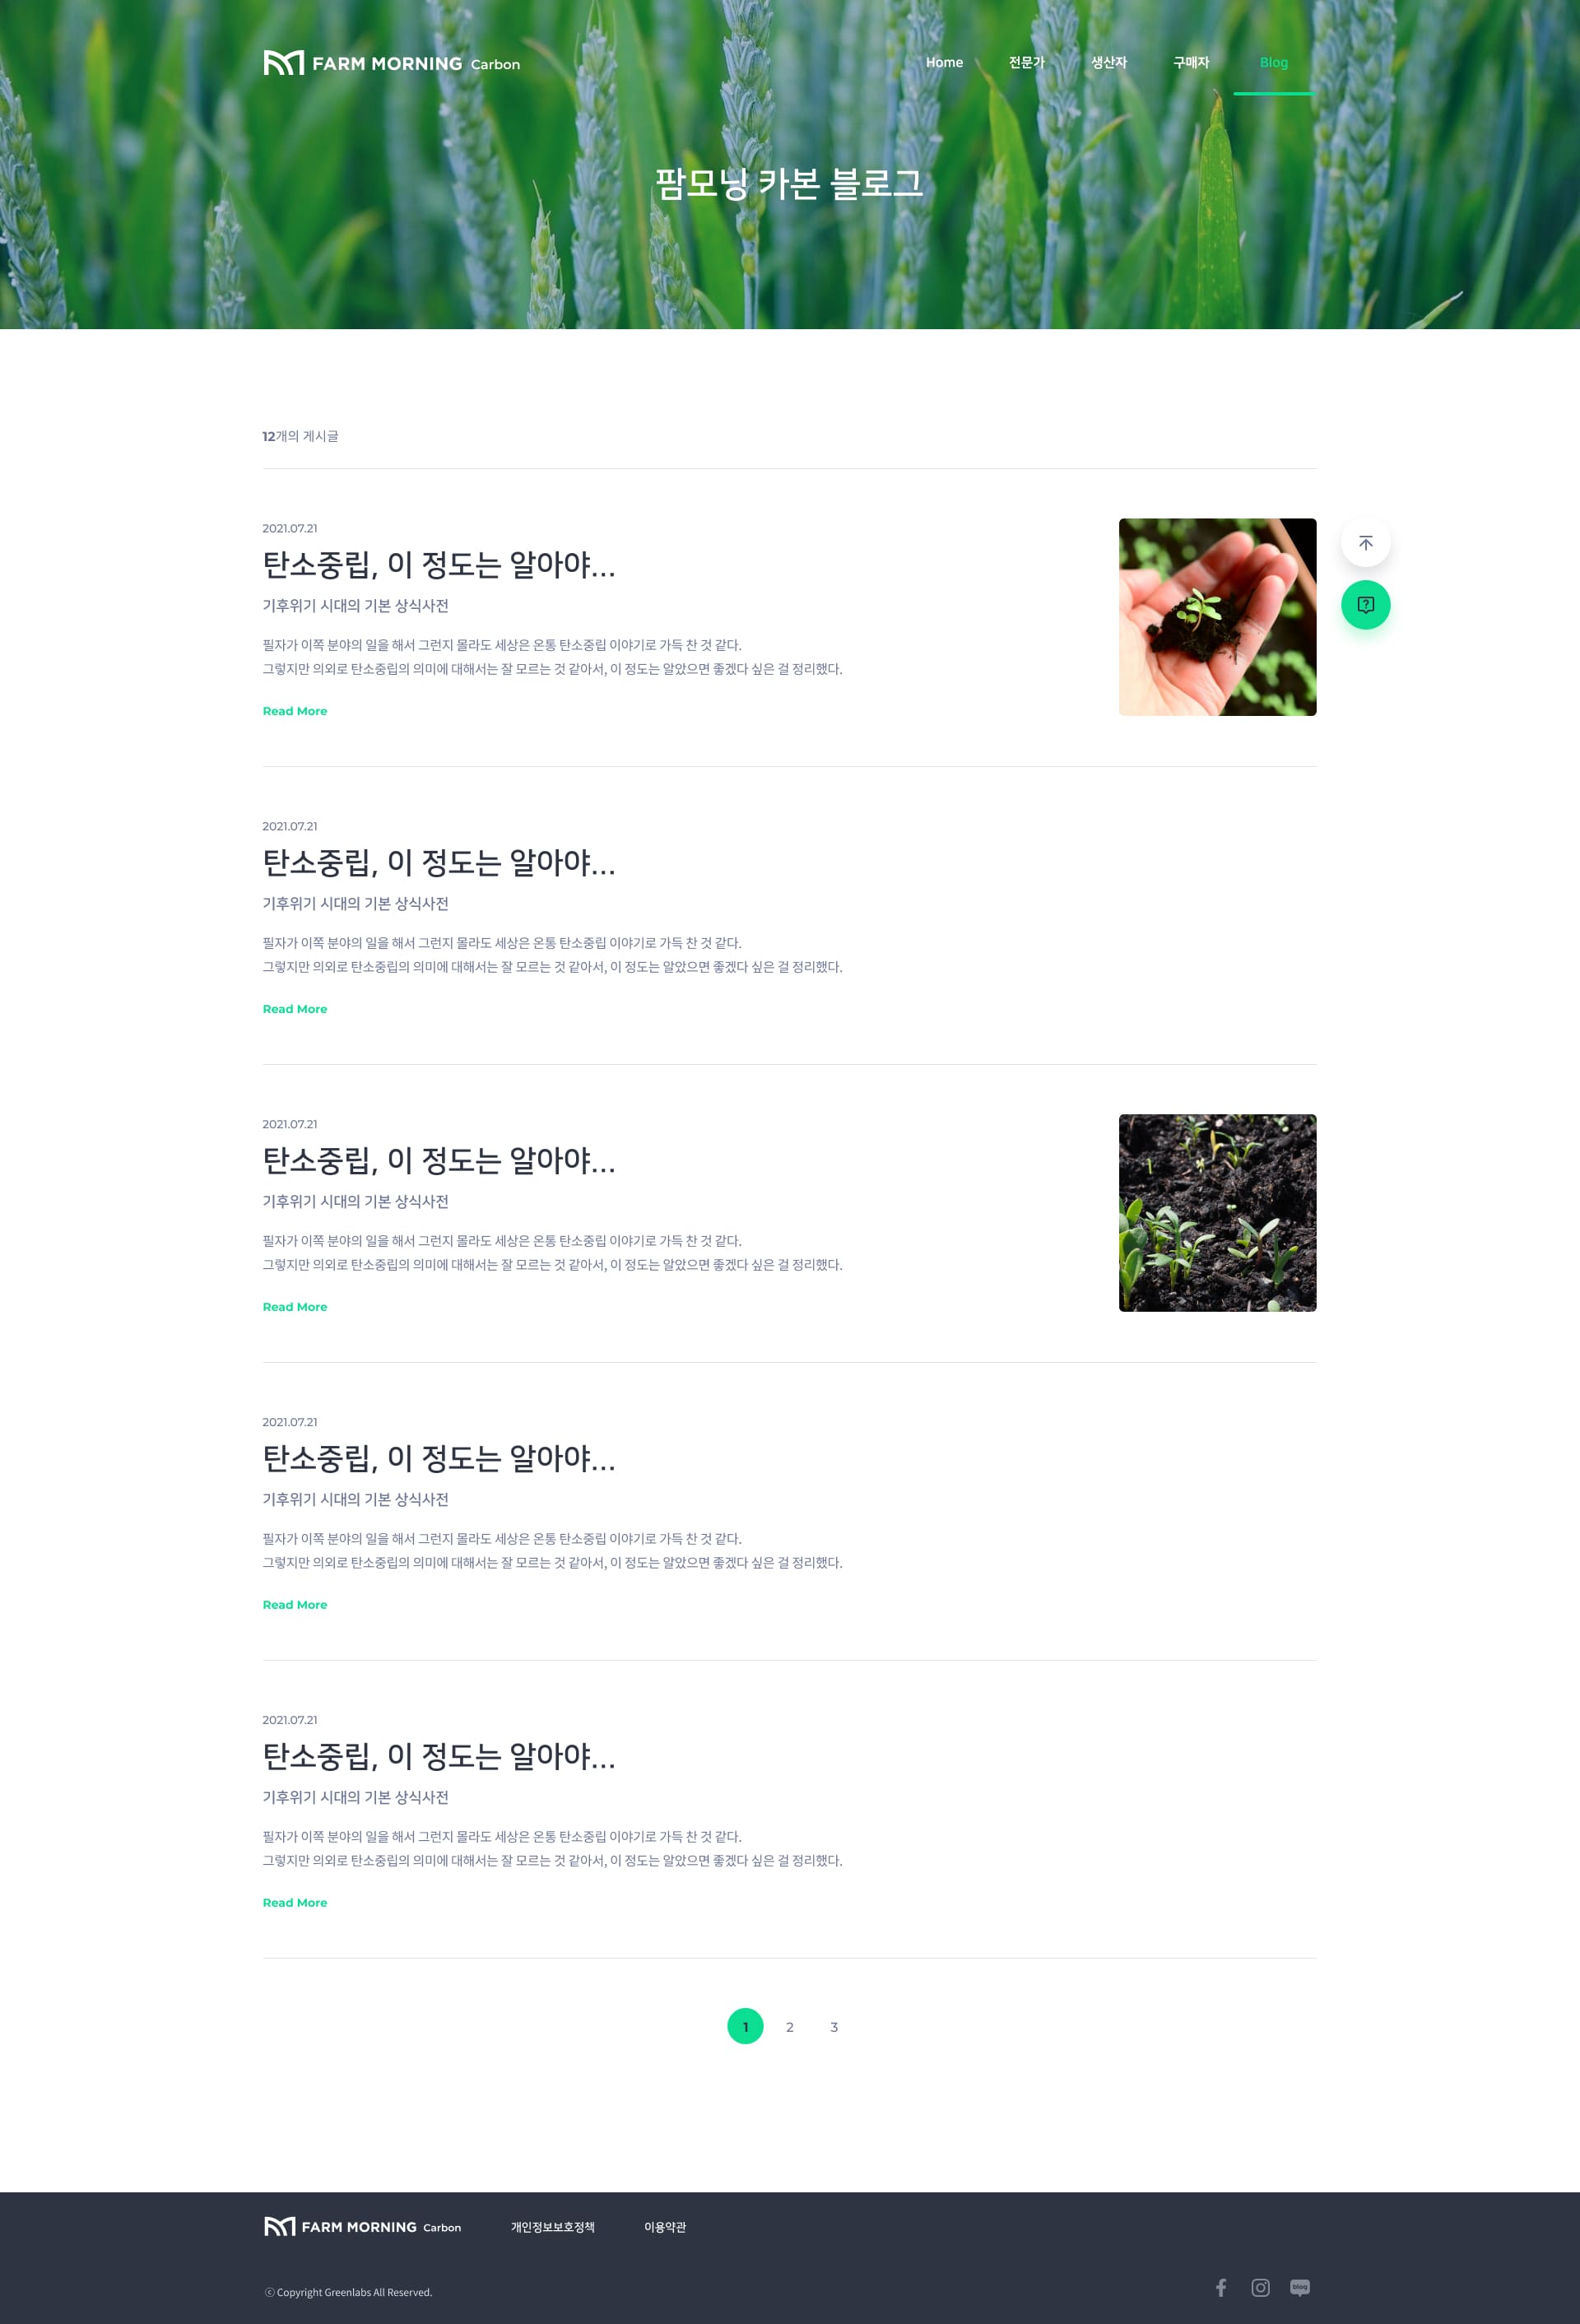 FARM MORNING Carbon
Home 전문가 생산자 구매자 Blog
팜모닝 카본 블로그
12개의 게시글
2021.07.21
탄소중립, 이 정도는 알아야...
기후위기 시대의 기본 상식사전
필자가 이쪽 분야의 일을 해서 그런지 몰라도 세상은 온통 탄소중립 이야기로 가득 찬 것 같다.
그렇지만 의외로 탄소중립의 의미에 대해서는 잘 모르는 것 같아서, 이 정도는 알았으면 좋겠다 싶은 걸 정리했다.
Read More
2021.07.21
탄소중립, 이 정도는 알아야...
기후위기 시대의 기본 상식사전
필자가 이쪽 분야의 일을 해서 그런지 몰라도 세상은 온통 탄소중립 이야기로 가득 찬 것 같다.
그렇지만 의외로 탄소중립의 의미에 대해서는 잘 모르는 것 같아서, 이 정도는 알았으면 좋겠다 싶은 걸 정리했다.
Read More
2021.07.21
탄소중립, 이 정도는 알아야...
기후위기 시대의 기본 상식사전
필자가 이쪽 분야의 일을 해서 그런지 몰라도 세상은 온통 탄소중립 이야기로 가득 찬 것 같다.
그렇지만 의외로 탄소중립의 의미에 대해서는 잘 모르는 것 같아서, 이 정도는 알았으면 좋겠다 싶은 걸 정리했다.
Read More
2021.07.21
탄소중립, 이 정도는 알아야...
기후위기 시대의 기본 상식사전
필자가 이쪽 분야의 일을 해서 그런지 몰라도 세상은 온통 탄소중립 이야기로 가득 찬 것 같다.
그렇지만 의외로 탄소중립의 의미에 대해서는 잘 모르는 것 같아서, 이 정도는 알았으면 좋겠다 싶은 걸 정리했다.
Read More
2021.07.21
탄소중립, 이 정도는 알아야...
기후위기 시대의 기본 상식사전
필자가 이쪽 분야의 일을 해서 그런지 몰라도 세상은 온통 탄소중립 이야기로 가득 찬 것 같다.
그렇지만 의외로 탄소중립의 의미에 대해서는 잘 모르는 것 같아서, 이 정도는 알았으면 좋겠다 싶은 걸 정리했다.
Read More
1 2 3
FARM MORNING Carbon 개인정보보호정책 이용약관
ⓒ Copyright Greenlabs All Reserved.
blog